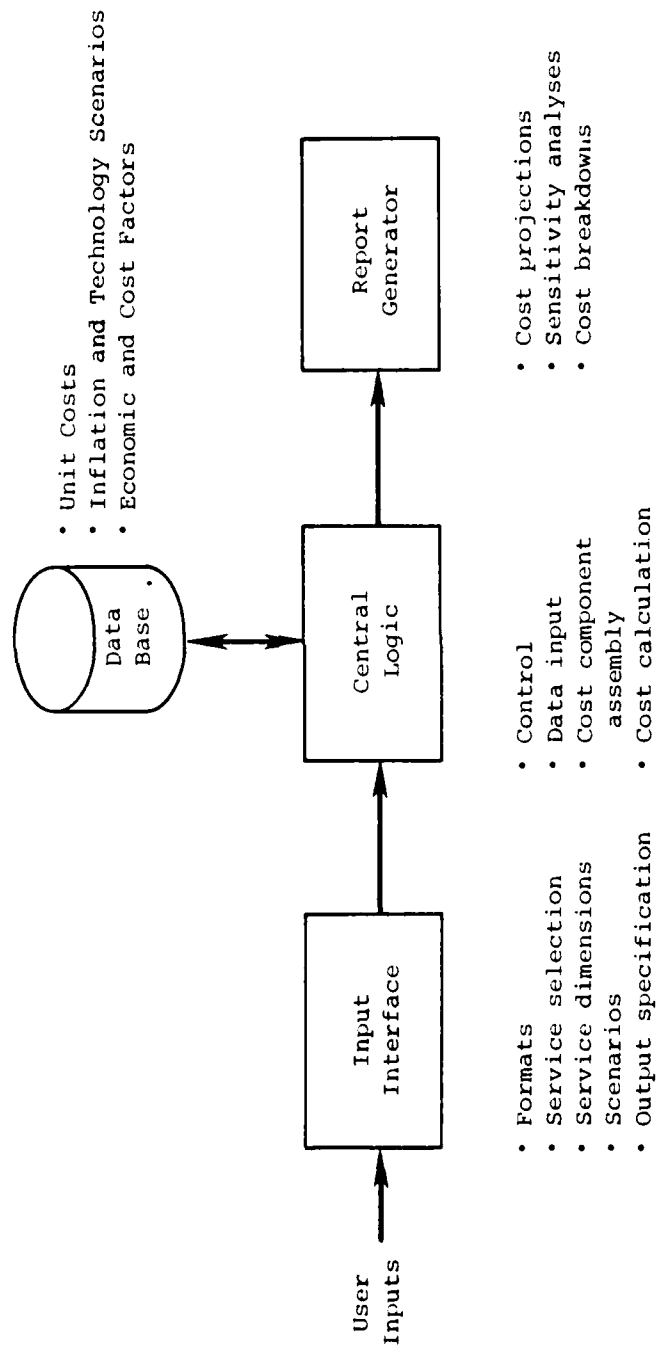 Data
Base
• Unit Costs
• Inflation and Technology Scenarios
• Economic and Cost Factors
User
Inputs
Input
Interface
Central
Logic
Report
Generator
• Formats
• Service selection
• Service dimensions
• Scenarios
• Output specification
• Control
• Data input
• Cost component
assembly
• Cost calculation
• Cost projections
• Sensitivity analyses
• Cost breakdowns